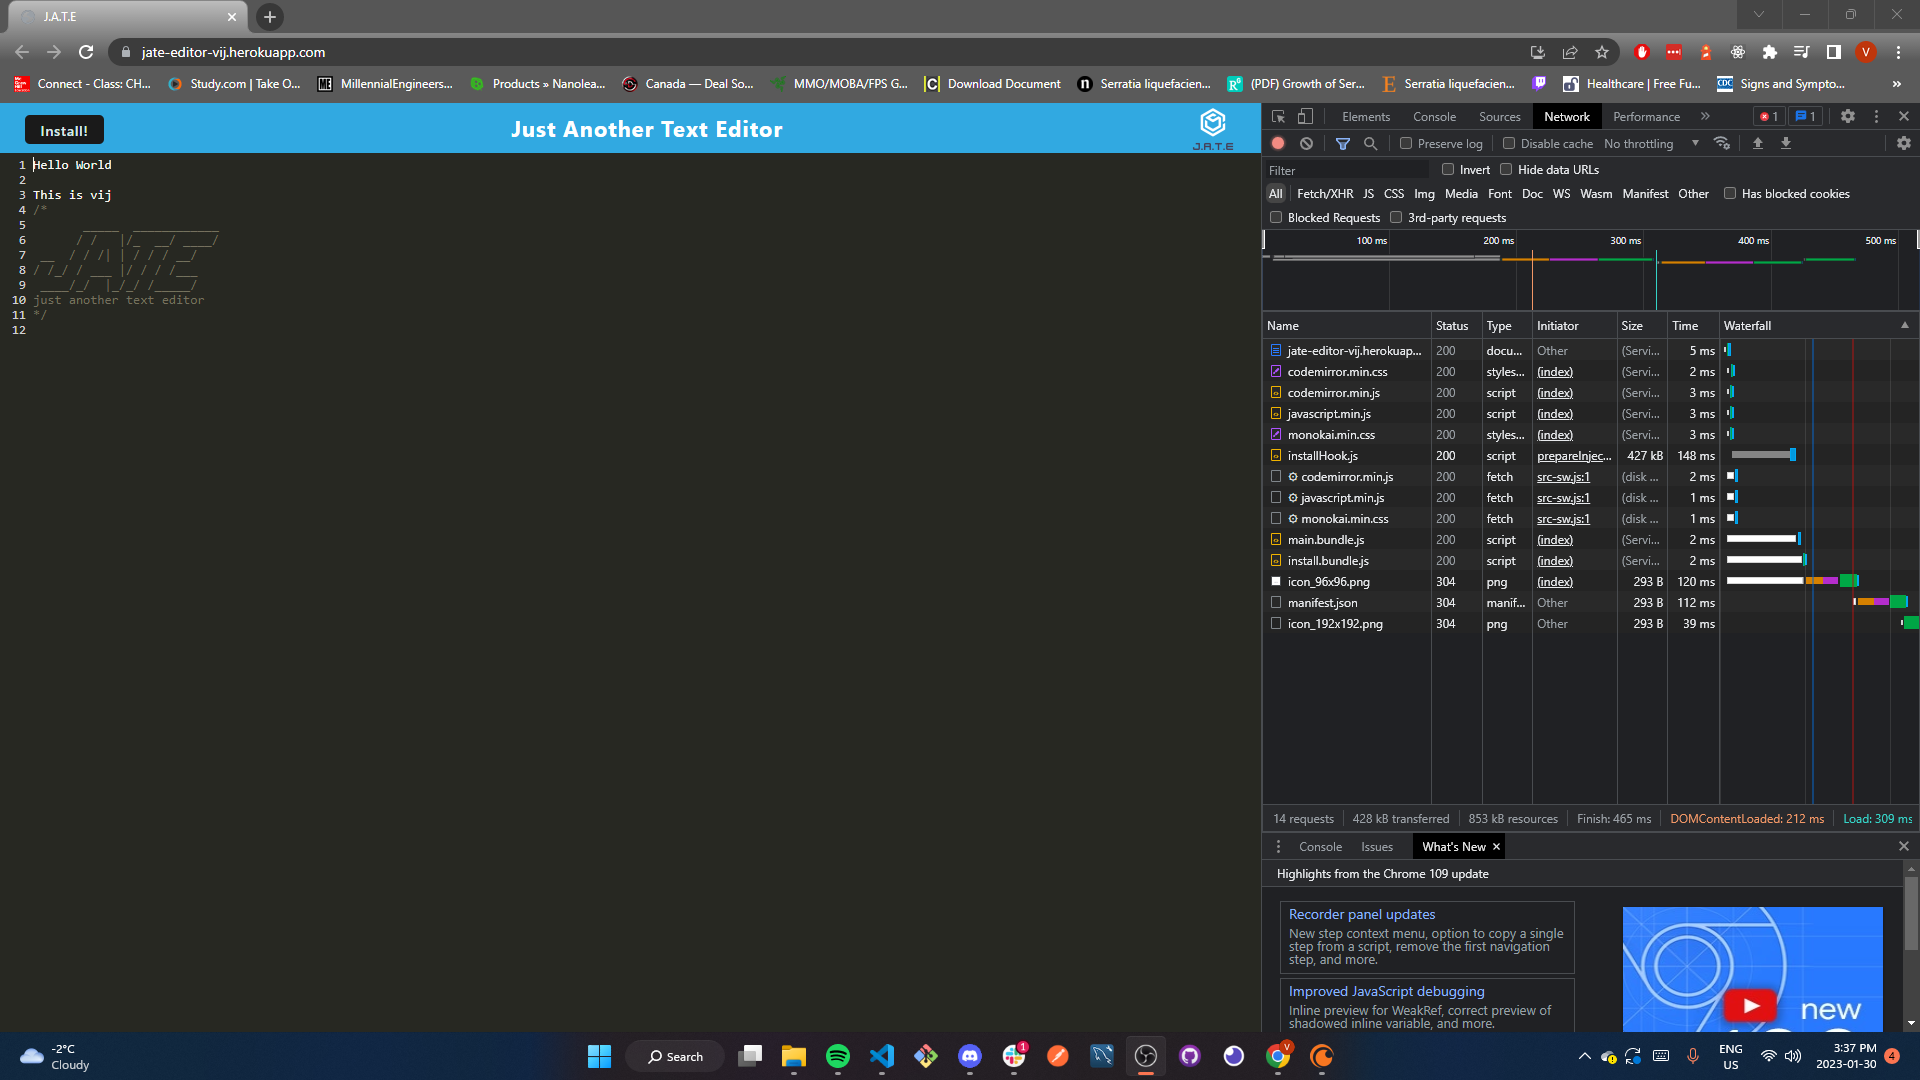 J.A.T.E
jate-editor-vij.herokuapp.com
V
Connect - Class: CH...
Study.com | Take O...
MillennialEngineers...
Products » Nanolea...
Canada — Deal So...
MMO/MOBA/FPS G...
Download Document
Serratia liquefacien...
(PDF) Growth of Ser...
Serratia liquefacien...
Healthcare | Free Fu...
Signs and Sympto...
»
Install!
Just Another Text Editor
J.A.T.E
1 Hello World
2
3 This is vij
4 /*
5
6
7
8
9
10 just another text editor
11 */
12
Elements Console Sources Network Performance » 1 1
Preserve log Disable cache No throttling
Filter Invert Hide data URLs
All Fetch/XHR JS CSS Img Media Font Doc WS Wasm Manifest Other Has blocked cookies
Blocked Requests 3rd-party requests
100 ms 200 ms 300 ms 400 ms 500 ms
Name Status Type Initiator Size Time Waterfall
jate-editor-vij.herokuap... 200 docu... Other (Servi... 5 ms
codemirror.min.css 200 styles... (index) (Servi... 2 ms
codemirror.min.js 200 script (index) (Servi... 3 ms
javascript.min.js 200 script (index) (Servi... 3 ms
monokai.min.css 200 styles... (index) (Servi... 3 ms
installHook.js 200 script prepareInjec... 427 kB 148 ms
codemirror.min.js 200 fetch src-sw.js:1 (disk ... 2 ms
javascript.min.js 200 fetch src-sw.js:1 (disk ... 1 ms
monokai.min.css 200 fetch src-sw.js:1 (disk ... 1 ms
main.bundle.js 200 script (index) (Servi... 2 ms
install.bundle.js 200 script (index) (Servi... 2 ms
icon_96x96.png 304 png (index) 293 B 120 ms
manifest.json 304 manif... Other 293 B 112 ms
icon_192x192.png 304 png Other 293 B 39 ms
14 requests 428 kB transferred 853 kB resources Finish: 465 ms DOMContentLoaded: 212 ms Load: 309 ms
Console Issues What's New
Highlights from the Chrome 109 update
Recorder panel updates
New step context menu, option to copy a single
step from a script, remove the first navigation
step, and more.
Improved JavaScript debugging
Inline preview for WeakRef, correct preview of
shadowed inline variable, and more.
new
-2°C
Cloudy
Search
1
V
ENG
US
3:37 PM
2023-01-30
4